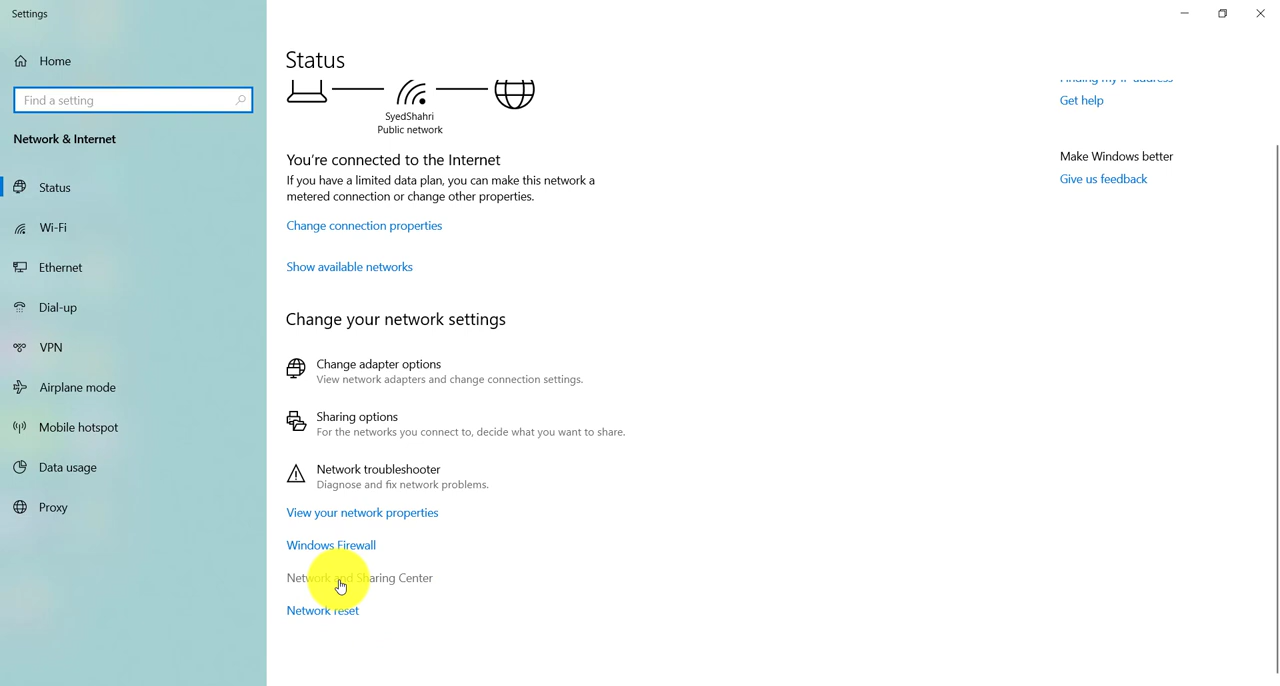 Settings
Home
Find a setting
Network & Internet
Status
Wi-Fi
Ethernet
Dial-up
VPN
Airplane mode
Mobile hotspot
Data usage
Proxy
Status
SyedShahri
Public network
You're connected to the Internet
If you have a limited data plan, you can make this network a
metered connection or change other properties.
Change connection properties
Show available networks
Change your network settings
Change adapter options
View network adapters and change connection settings.
Sharing options
For the networks you connect to, decide what you want to share.
Network troubleshooter
Diagnose and fix network problems.
View your network properties
Windows Firewall
Network and Sharing Center
Network reset
Finding my IP address
Get help
Make Windows better
Give us feedback